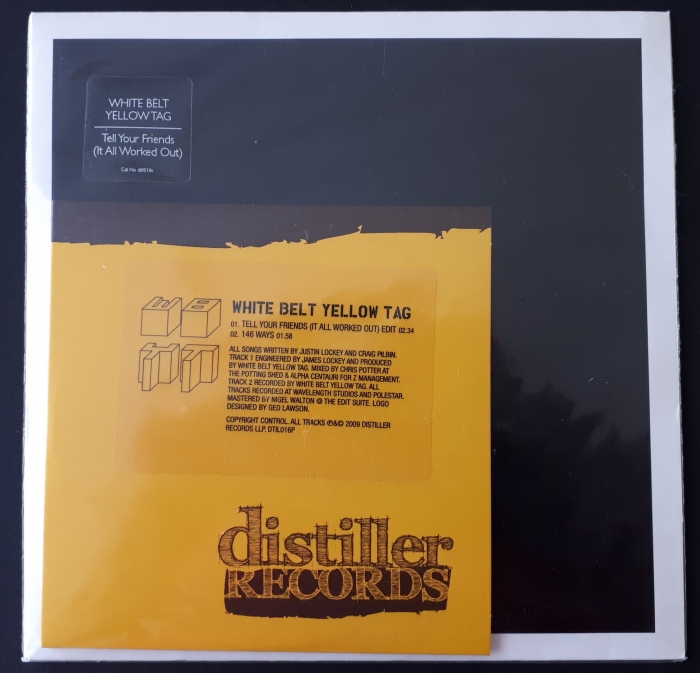 WHITE BELT
YELLOW TAG
Tell Your Friends
(It All Worked Out)
Cat No
WB
YT
WHITE BELT YELLOW TAG
01. TELL YOUR FRIENDS (IT ALL WORKED OUT) EDIT 02.34
02. 146 WAYS 01.58
ALL SONGS WRITTEN BY JUSTIN LOCKEY AND CRAIG PILBIN.
TRACK 1 ENGINEERED BY JAMES LOCKEY AND PRODUCED
BY WHITE BELT YELLOW TAG. MIXED BY CHRIS POTTER AT
THE POTTING SHED & ALPHA CENTAURI FOR Z MANAGEMENT.
TRACK 2 RECORDED BY WHITE BELT YELLOW TAG. ALL
TRACKS RECORDED AT WAVELENGTH STUDIOS AND POLESTAR.
MASTERED BY NIGEL WALTON @ THE EDIT SUITE. LOGO
DESIGNED BY GED LAWSON.
COPYRIGHT CONTROL. ALL TRACKS ℗&© 2009 DISTILLER
RECORDS LLP. DTIL016P
distiller
RECORDS